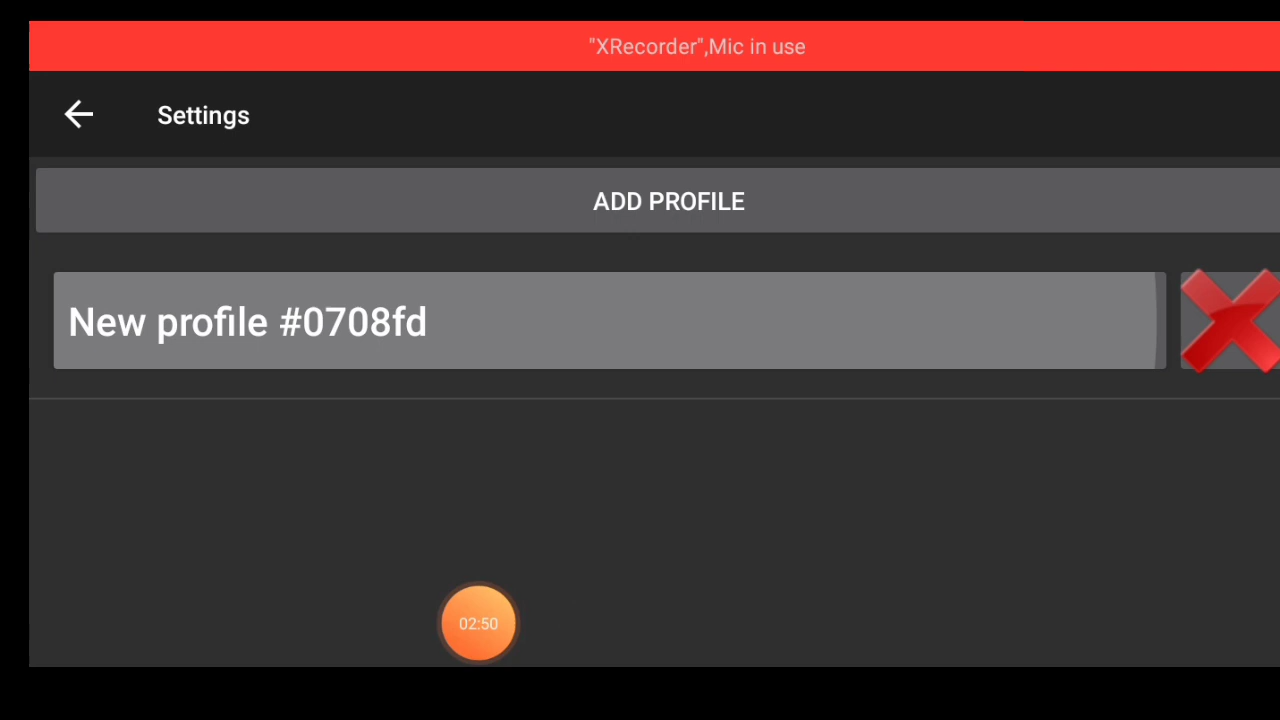 "XRecorder",Mic in use
Settings
ADD PROFILE
New profile #0708fd
02:50